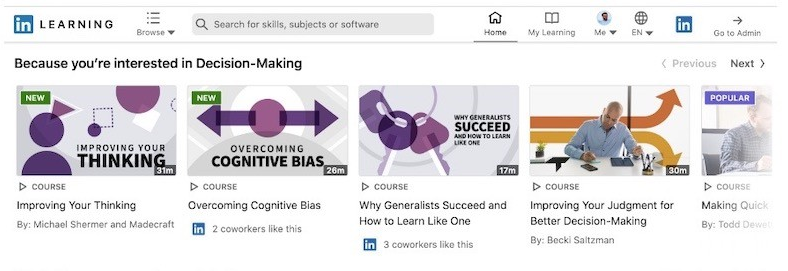 in LEARNING
Browse
Search for skills, subjects or software
Home
My Learning
Me
EN
in
Go to Admin
Because you're interested in Decision-Making
Previous
Next
NEW
IMPROVING YOUR
THINKING
31m
COURSE
Improving Your Thinking
By: Michael Shermer and Madecraft
NEW
OVERCOMING
COGNITIVE BIAS
26m
COURSE
Overcoming Cognitive Bias
in
2 coworkers like this
WHY GENERALISTS
SUCCEED
AND HOW TO LEARN
LIKE ONE
17m
COURSE
Why Generalists Succeed and
How to Learn Like One
in
3 coworkers like this
30m
COURSE
Improving Your Judgment for
Better Decision-Making
By: Becki Saltzman
POPULAR
COURSE
Making Quick
By: Todd Dewe